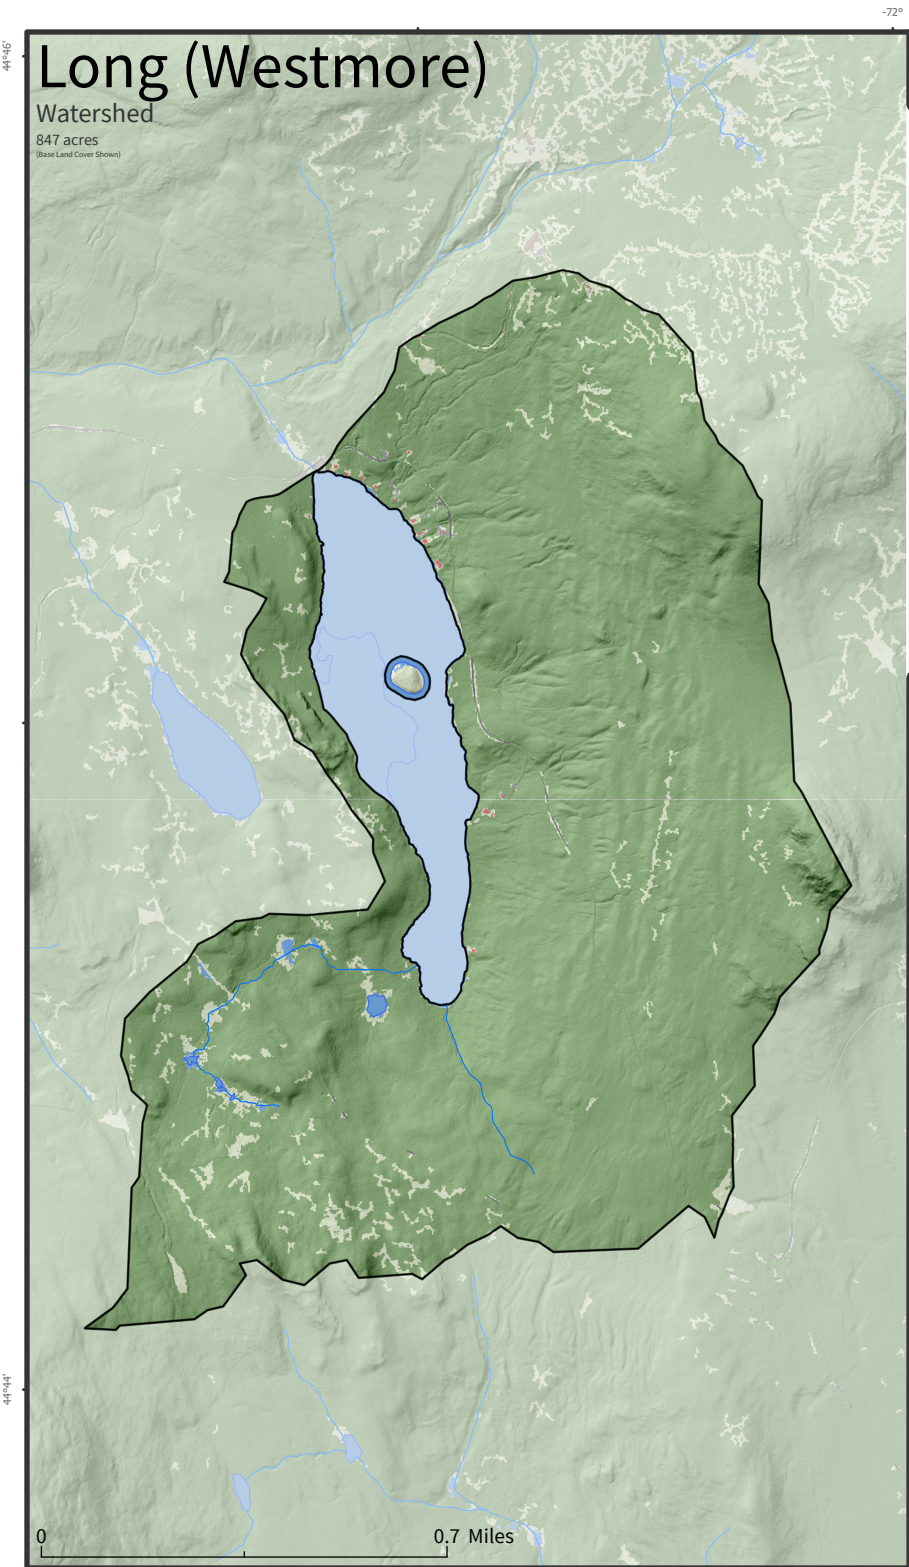 -72°
44°46'
Long (Westmore)
Watershed
847 acres
(Base Land Cover Shown)
44°44'
0
0.7 Miles